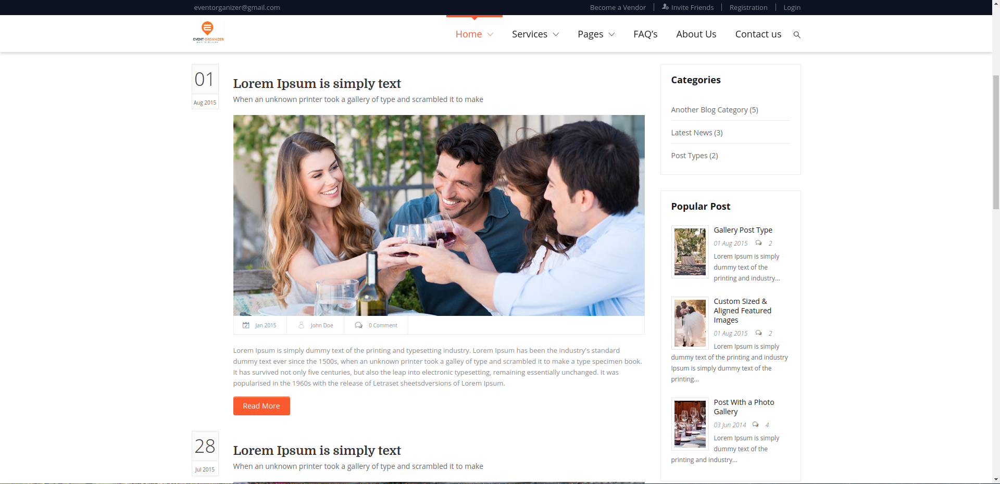 eventorganizer@gmail.com
Become a Vendor
Invite Friends
Registration
Login
EVENT ORGANIZER
Home
Services
Pages
FAQ’s
About Us
Contact us
01
Aug 2015
Lorem Ipsum is simply text
When an unknown printer took a gallery of type and scrambled it to make
Jan 2015
John Doe
0 Comment
Lorem Ipsum is simply dummy text of the printing and typesetting industry. Lorem Ipsum has been the industry's standard
dummy text ever since the 1500s, when an unknown printer took a galley of type and scrambled it to make a type specimen book.
It has survived not only five centuries, but also the leap into electronic typesetting, remaining essentially unchanged. It was
popularised in the 1960s with the release of Letraset sheetsdversions of Lorem Ipsum.
Read More
28
Jul 2015
Lorem Ipsum is simply text
When an unknown printer took a gallery of type and scrambled it to make
Categories
Another Blog Category (5)
Latest News (3)
Post Types (2)
Popular Post
Gallery Post Type
01 Aug 2015 2
Lorem Ipsum is simply
dummy text of the
printing and industry...
Custom Sized &
Aligned Featured
Images
01 Aug 2015 2
Lorem Ipsum is simply
dummy text of the printing and industry
Ipsum is simply dummy text of the
printing...
Post With a Photo
Gallery
03 Jun 2014 4
Lorem Ipsum is simply
dummy text of the
printing and industry...